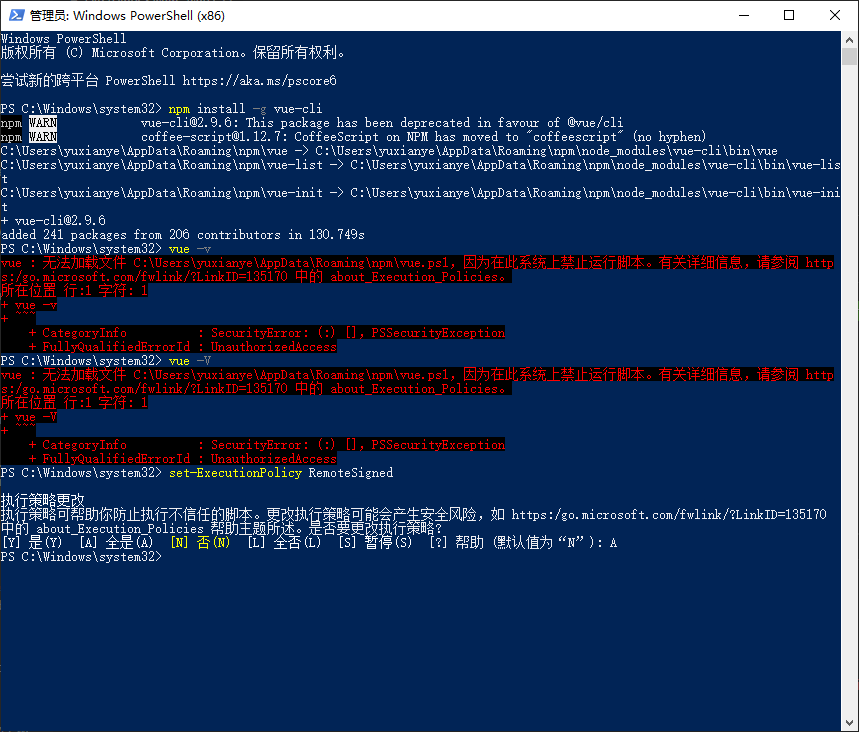 管理员: Windows PowerShell (x86)
Windows PowerShell
版权所有 (C) Microsoft Corporation。保留所有权利。
尝试新的跨平台 PowerShell https://aka.ms/pscore6
PS C:\Windows\system32> npm install -g vue-cli
npm WARN vue-cli@2.9.6: This package has been deprecated in favour of @vue/cli
npm WARN coffee-script@1.12.7: CoffeeScript on NPM has moved to "coffeescript" (no hyphen)
C:\Users\yuxianye\AppData\Roaming\npm\vue -> C:\Users\yuxianye\AppData\Roaming\npm\node_modules\vue-cli\bin\vue
C:\Users\yuxianye\AppData\Roaming\npm\vue-list -> C:\Users\yuxianye\AppData\Roaming\npm\node_modules\vue-cli\bin\vue-lis
t
C:\Users\yuxianye\AppData\Roaming\npm\vue-init -> C:\Users\yuxianye\AppData\Roaming\npm\node_modules\vue-cli\bin\vue-ini
t
+ vue-cli@2.9.6
added 241 packages from 206 contributors in 130.749s
PS C:\Windows\system32> vue -v
vue : 无法加载文件 C:\Users\yuxianye\AppData\Roaming\npm\vue.ps1，因为在此系统上禁止运行脚本。有关详细信息，请参阅 http
s:/go.microsoft.com/fwlink/?LinkID=135170 中的 about_Execution_Policies。
所在位置 行:1 字符: 1
+ vue -v
+ ~~~
    + CategoryInfo          : SecurityError: (:) []，PSSecurityException
    + FullyQualifiedErrorId : UnauthorizedAccess
PS C:\Windows\system32> vue -V
vue : 无法加载文件 C:\Users\yuxianye\AppData\Roaming\npm\vue.ps1，因为在此系统上禁止运行脚本。有关详细信息，请参阅 http
s:/go.microsoft.com/fwlink/?LinkID=135170 中的 about_Execution_Policies。
所在位置 行:1 字符: 1
+ vue -V
+ ~~~
    + CategoryInfo          : SecurityError: (:) []，PSSecurityException
    + FullyQualifiedErrorId : UnauthorizedAccess
PS C:\Windows\system32> set-ExecutionPolicy RemoteSigned
执行策略更改
执行策略可帮助你防止执行不信任的脚本。更改执行策略可能会产生安全风险，如 https:/go.microsoft.com/fwlink/?LinkID=135170
中的 about_Execution_Policies 帮助主题所述。是否要更改执行策略?
[Y] 是(Y)  [A] 全是(A)  [N] 否(N)  [L] 全否(L)  [S] 暂停(S)  [?] 帮助 (默认值为“N”): A
PS C:\Windows\system32>